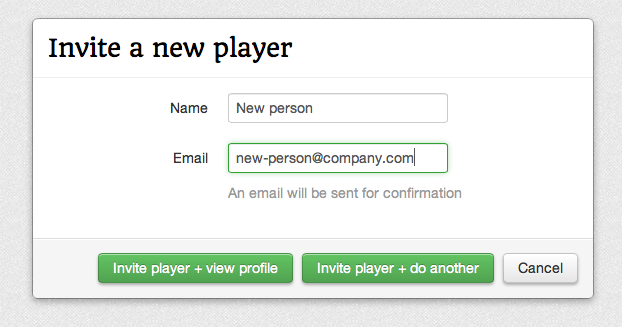 Invite a new player
Name New person
Email new-person@company.com
An email will be sent for confirmation
Invite player + view profile Invite player + do another Cancel